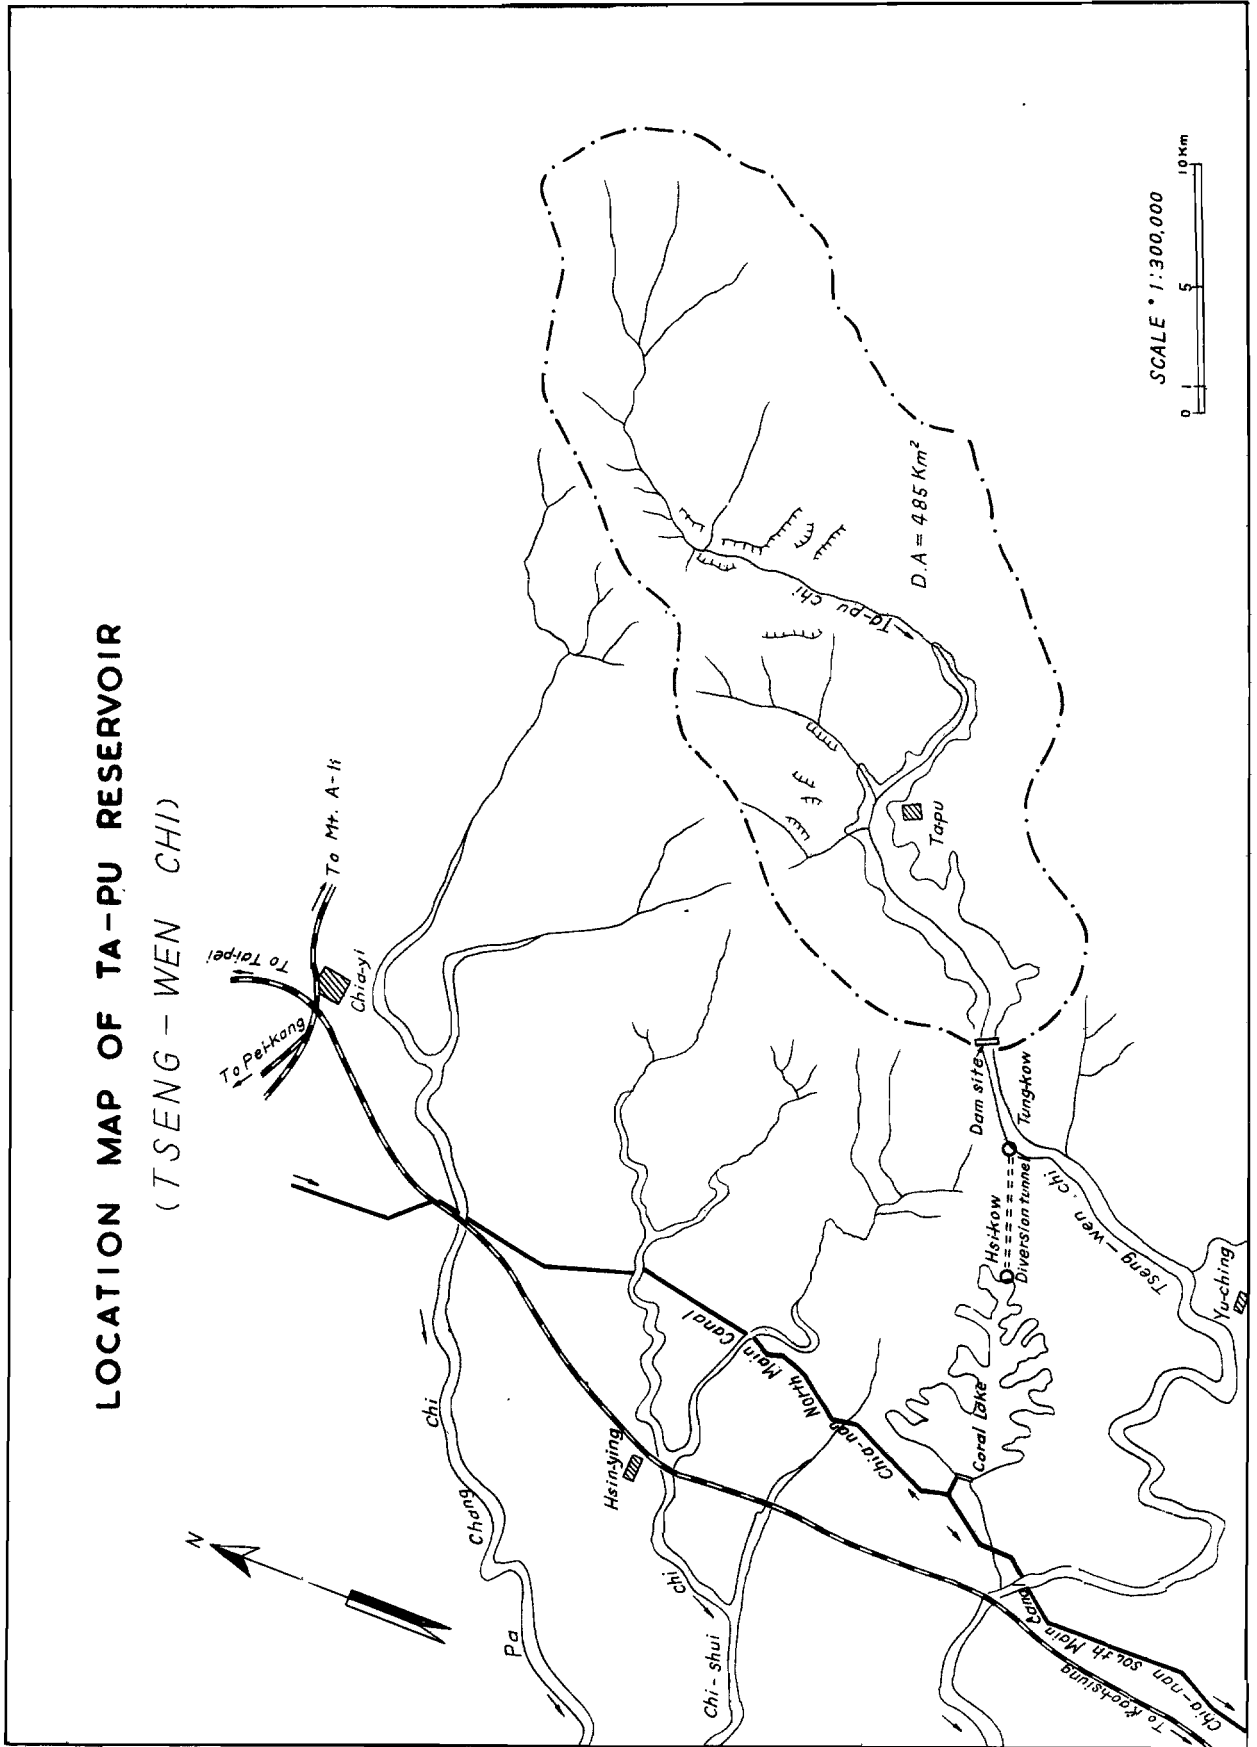 LOCATION MAP OF TA-PU RESERVOIR
(TSENG-WEN CHI)
N
To Tai-pei
To Pei-kang
To Mt. A-li
Chia-yi
Pa
Chang
Chi
Hsin-ying
Chi-shui
Chi
Chia-nan
North Main
Canal
Coral Lake
Hsi-kow
Diversion tunnel
Tung-kow
Dam site
Ta-pu
Ta-pu chi
D.A = 485 Km²
Tseng-wen chi
Yu-ching
To Kaohsiung
Chia-nan South Main Canal
SCALE 1:300,000
0 1 5 10 Km